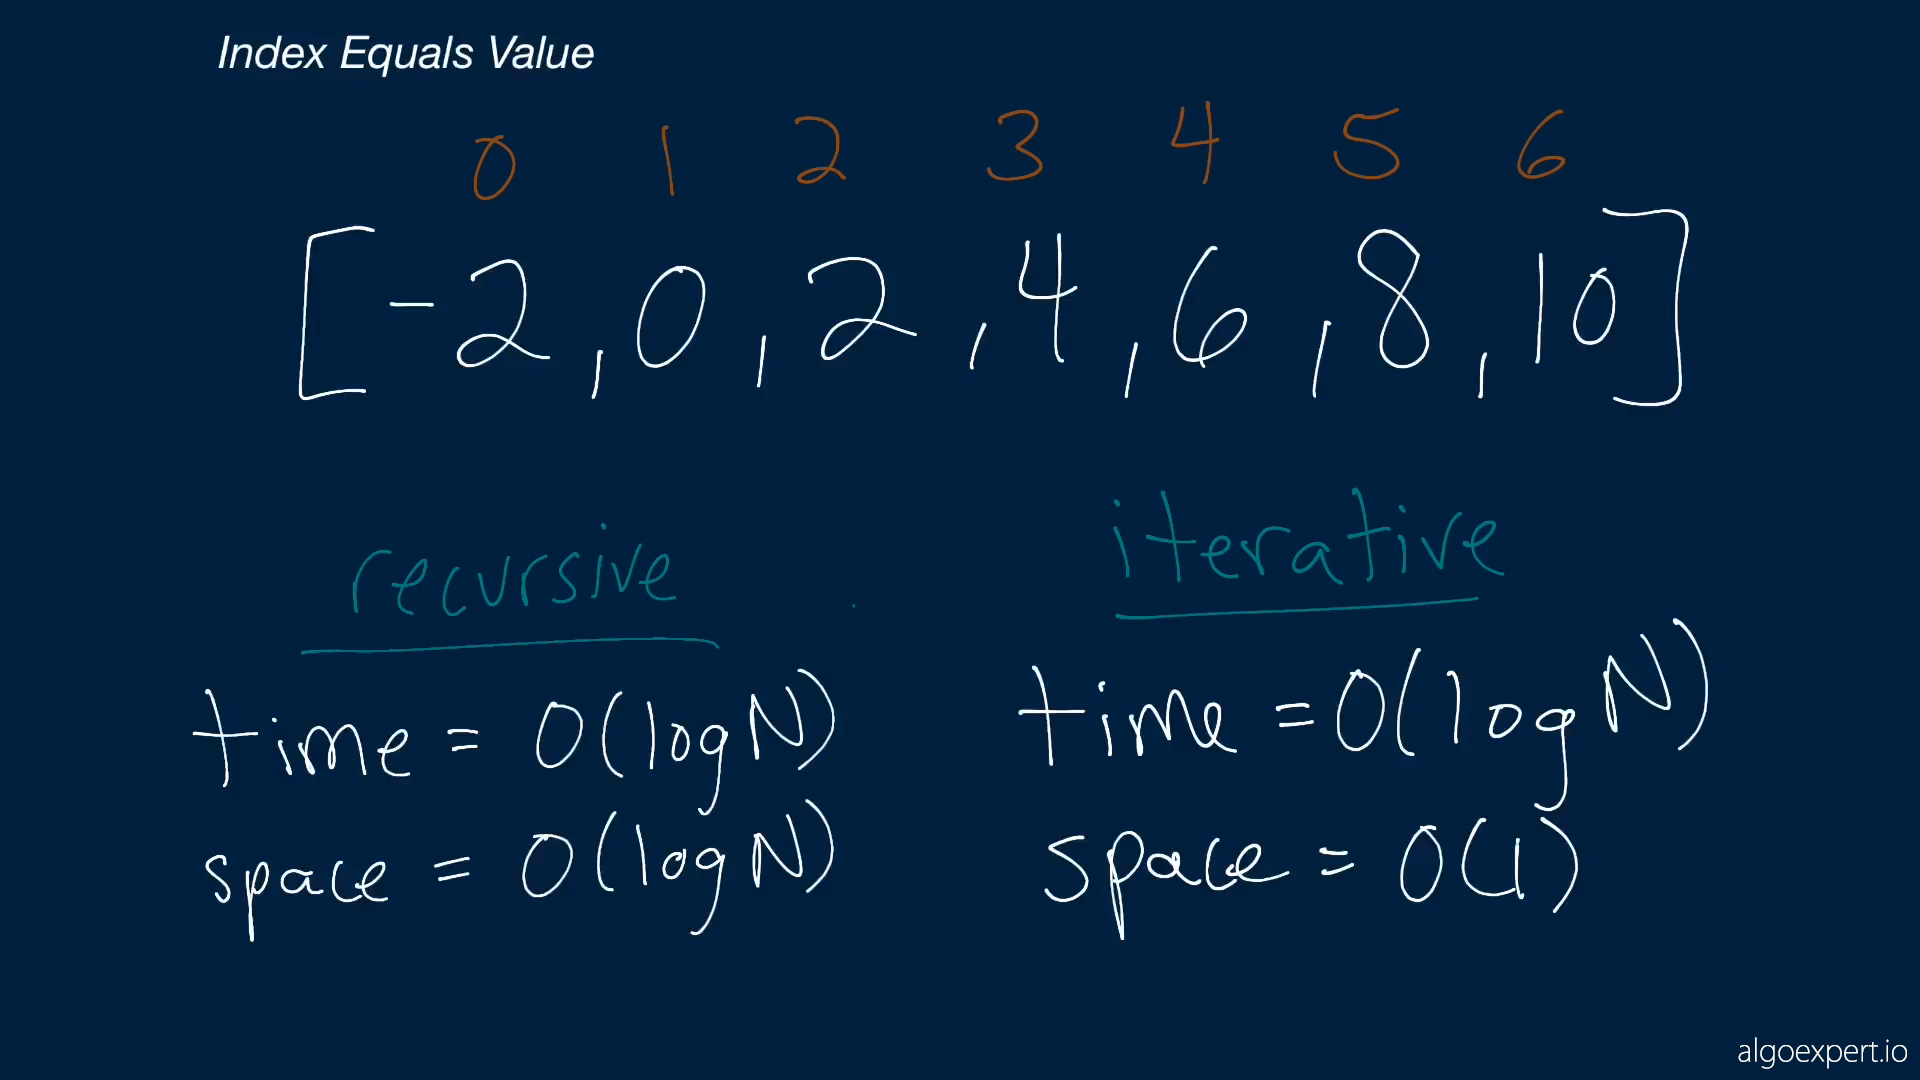 Index Equals Value
0 1 2 3 4 5 6
[-2, 0, 2, 4, 6, 8, 10]
recursive
iterative
time = O(log N)
time = O(log N)
space = O(log N)
space = O(1)
algoexpert.io